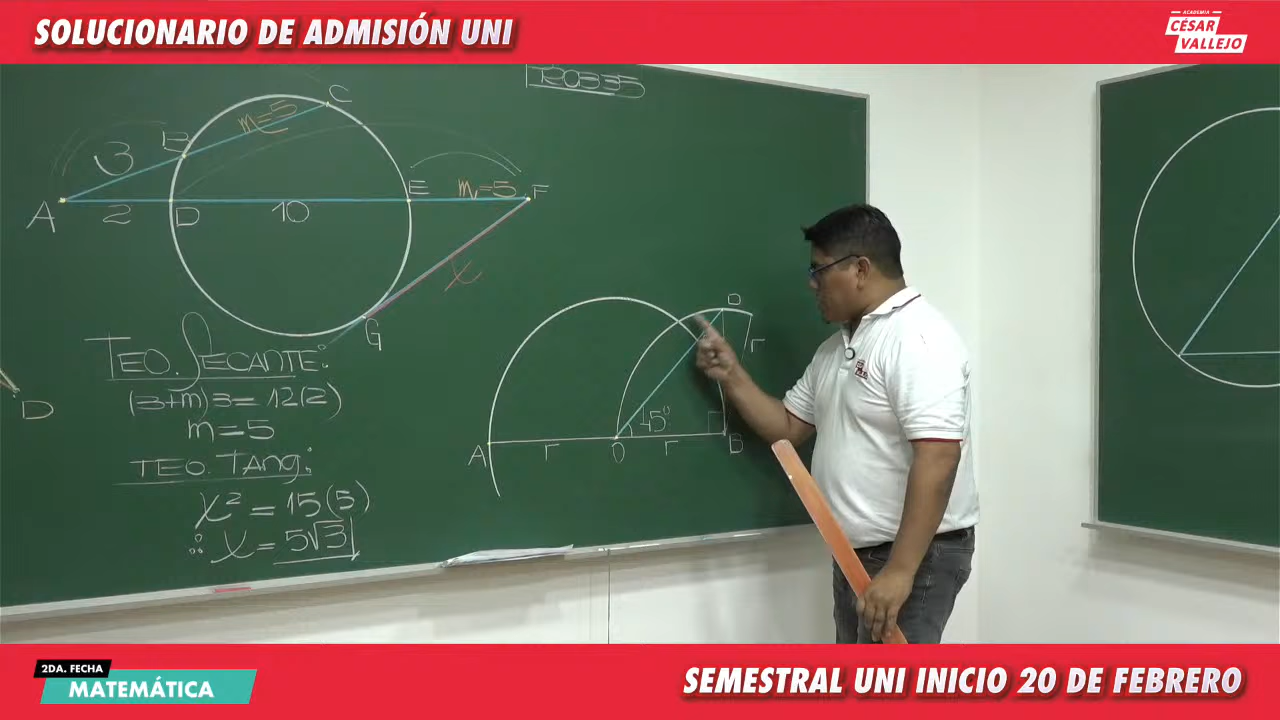 SOLUCIONARIO DE ADMISIÓN UNI
ACADEMIA
CÉSAR
VALLEJO
PROB35
C
m=5
B
3
A
2
D
10
E
m=5
F
x
G
TEO. SECANTE:
(3+m)3=12(2)
m=5
TEO. TANG:
x² = 15(5)
∴ x = 5√3
D
D
r
45°
A
r
O
r
B
2DA. FECHA
MATEMÁTICA
SEMESTRAL UNI INICIO 20 DE FEBRERO